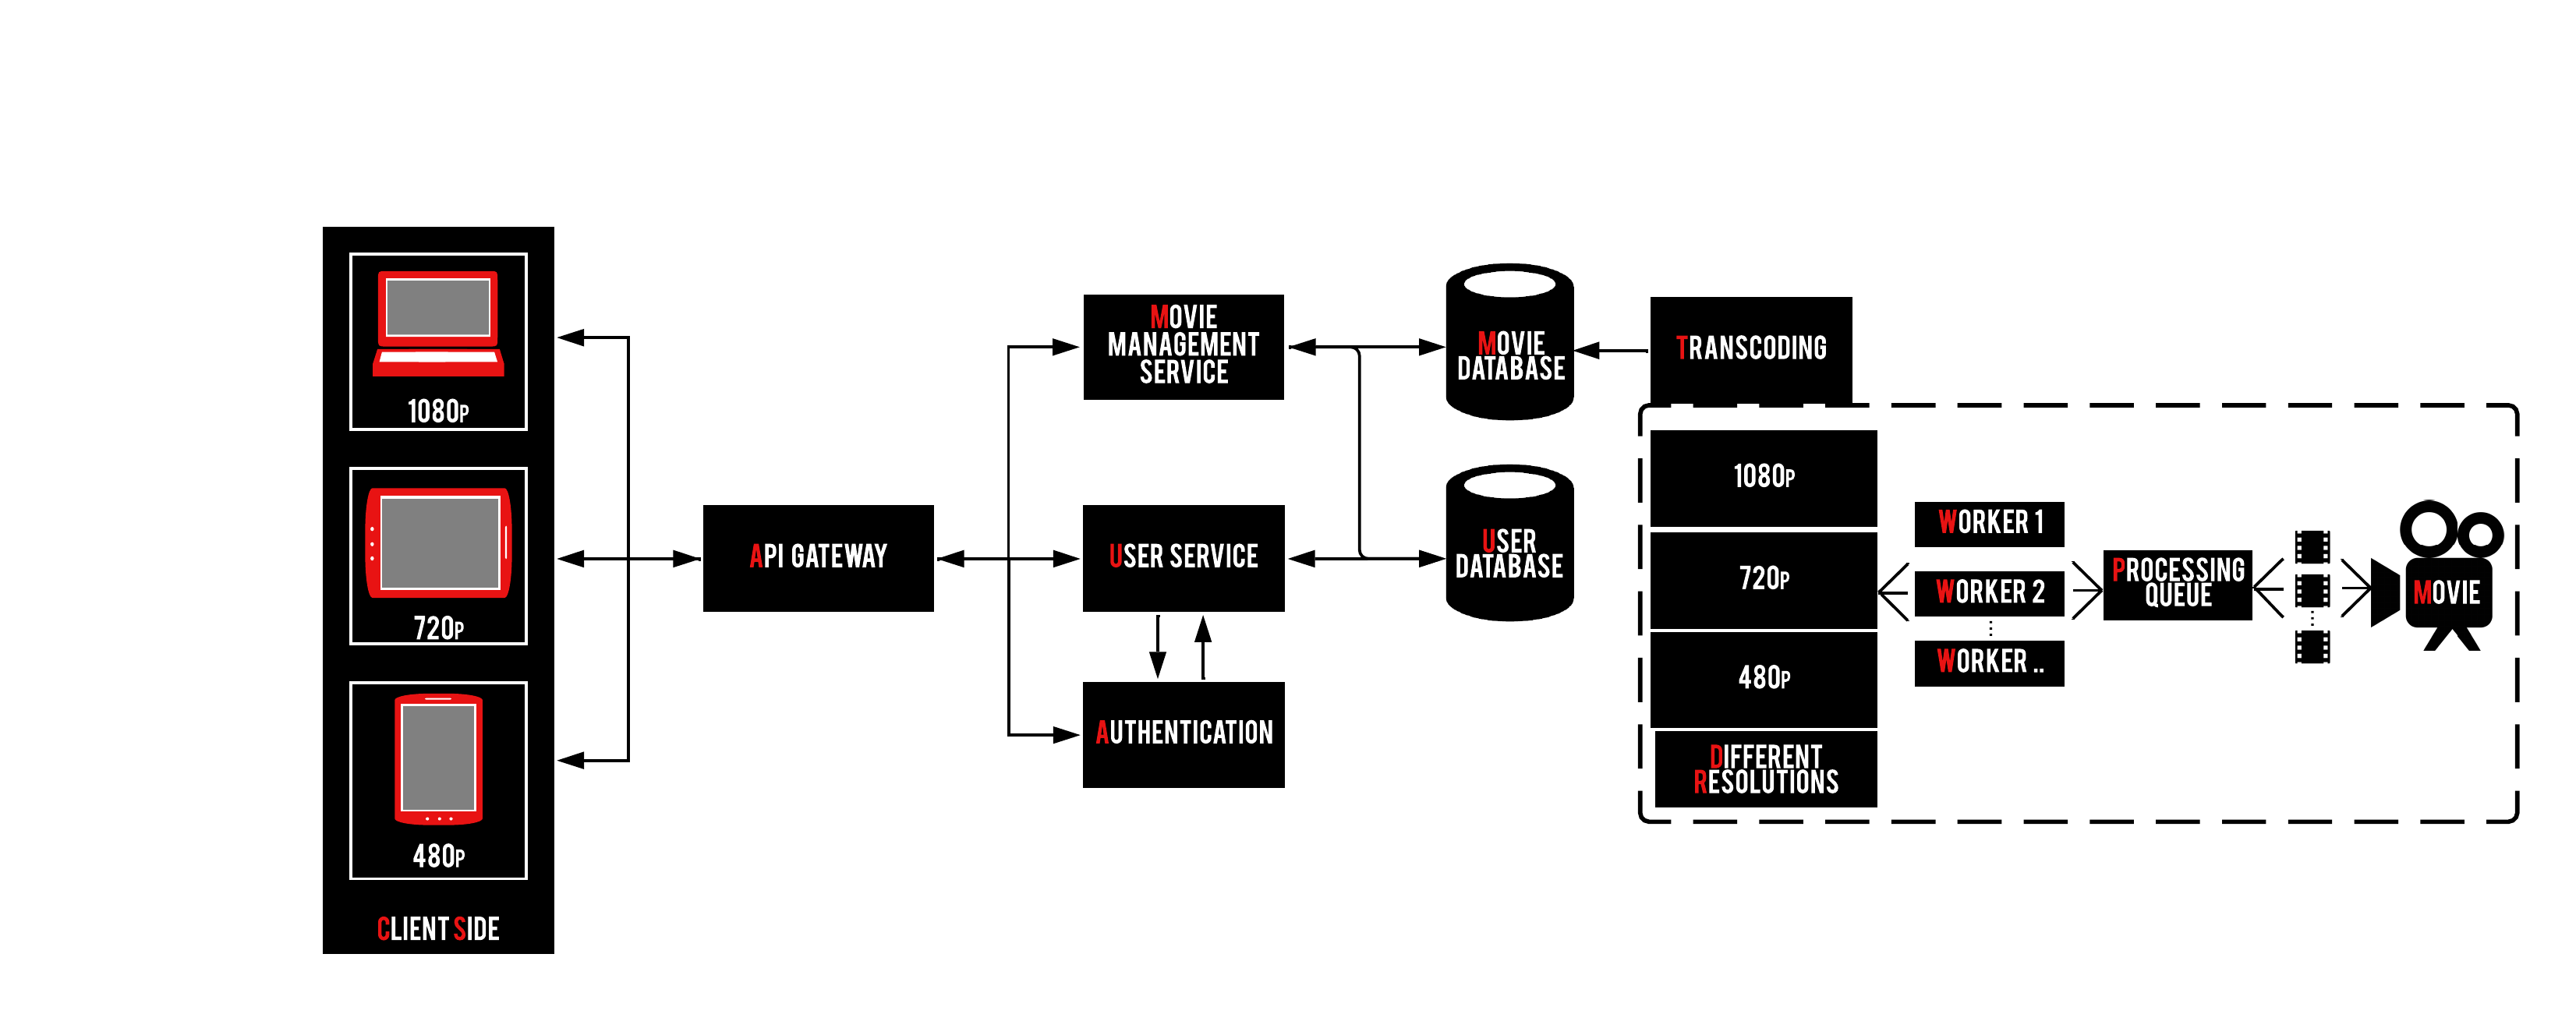 1080p
720p
480p
CLIENT SIDE
API GATEWAY
MOVIE
MANAGEMENT
SERVICE
USER SERVICE
AUTHENTICATION
MOVIE
DATABASE
USER
DATABASE
TRANSCODING
1080p
720p
480p
DIFFERENT
RESOLUTIONS
WORKER 1
WORKER 2
WORKER ..
PROCESSING
QUEUE
MOVIE